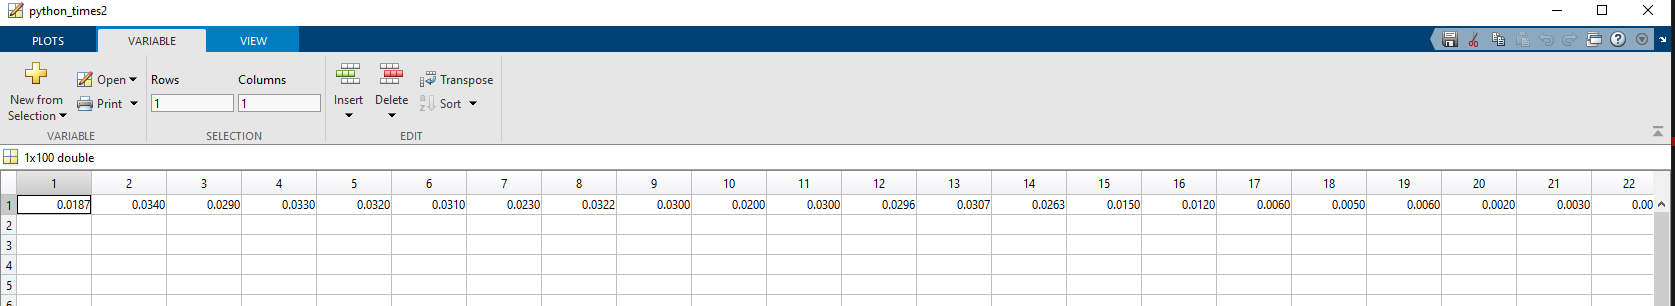 python_times2
PLOTS VARIABLE VIEW
New from Selection
Open
Print
VARIABLE
Rows Columns
1 1
SELECTION
Insert Delete
Transpose
Sort
EDIT
1x100 double
1 2 3 4 5 6 7 8 9 10 11 12 13 14 15 16 17 18 19 20 21 22
1 0.0187 0.0340 0.0290 0.0330 0.0320 0.0310 0.0230 0.0322 0.0300 0.0200 0.0300 0.0296 0.0307 0.0263 0.0150 0.0120 0.0060 0.0050 0.0060 0.0020 0.0030 0.00
2
3
4
5